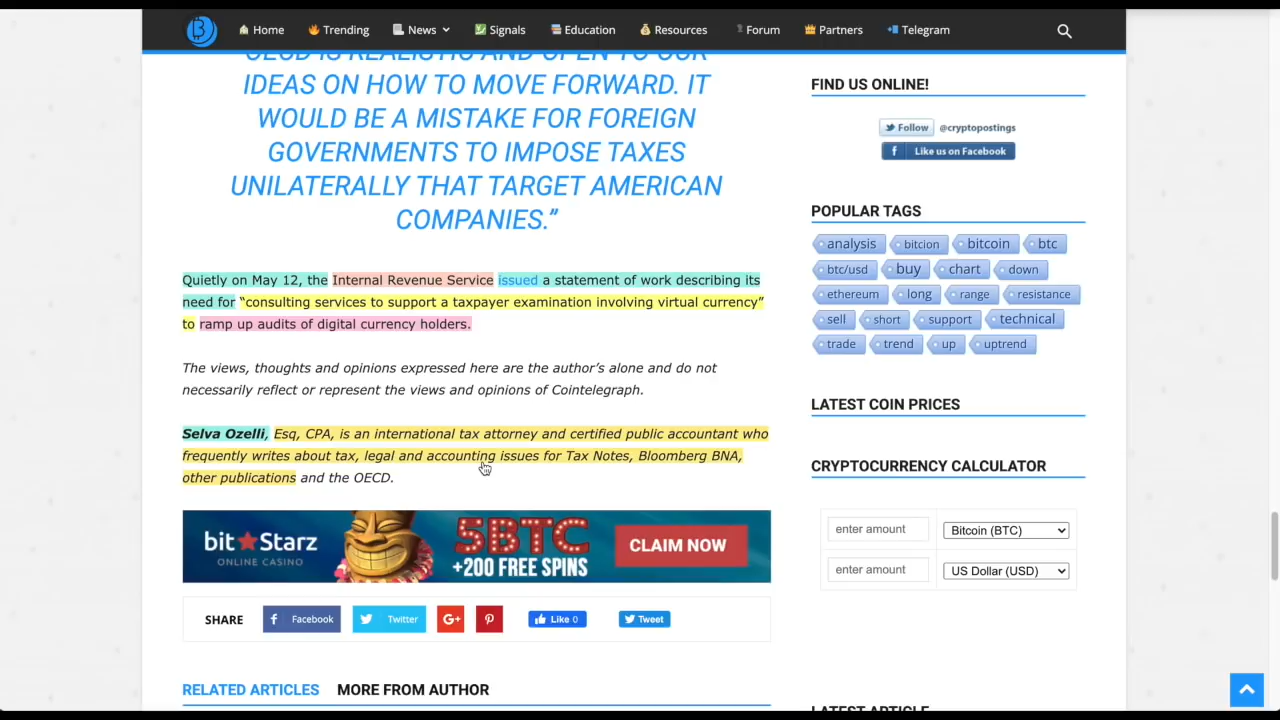 Home Trending News Signals Education Resources Forum Partners Telegram
OECD IS REALISTIC AND OPEN TO OUR
IDEAS ON HOW TO MOVE FORWARD. IT
WOULD BE A MISTAKE FOR FOREIGN
GOVERNMENTS TO IMPOSE TAXES
UNILATERALLY THAT TARGET AMERICAN
COMPANIES.”
Quietly on May 12, the Internal Revenue Service issued a statement of work describing its
need for “consulting services to support a taxpayer examination involving virtual currency”
to ramp up audits of digital currency holders.
The views, thoughts and opinions expressed here are the author’s alone and do not
necessarily reflect or represent the views and opinions of Cointelegraph.
Selva Ozelli, Esq, CPA, is an international tax attorney and certified public accountant who
frequently writes about tax, legal and accounting issues for Tax Notes, Bloomberg BNA,
other publications and the OECD.
bit Starz
ONLINE CASINO
5BTC
+200 FREE SPINS
CLAIM NOW
SHARE Facebook Twitter G+ Like 0 Tweet
RELATED ARTICLES MORE FROM AUTHOR
FIND US ONLINE!
Follow @cryptopostings
Like us on Facebook
POPULAR TAGS
analysis bitcion bitcoin btc
btc/usd buy chart down
ethereum long range resistance
sell short support technical
trade trend up uptrend
LATEST COIN PRICES
CRYPTOCURRENCY CALCULATOR
enter amount Bitcoin (BTC)
enter amount US Dollar (USD)
LATEST ARTICLE